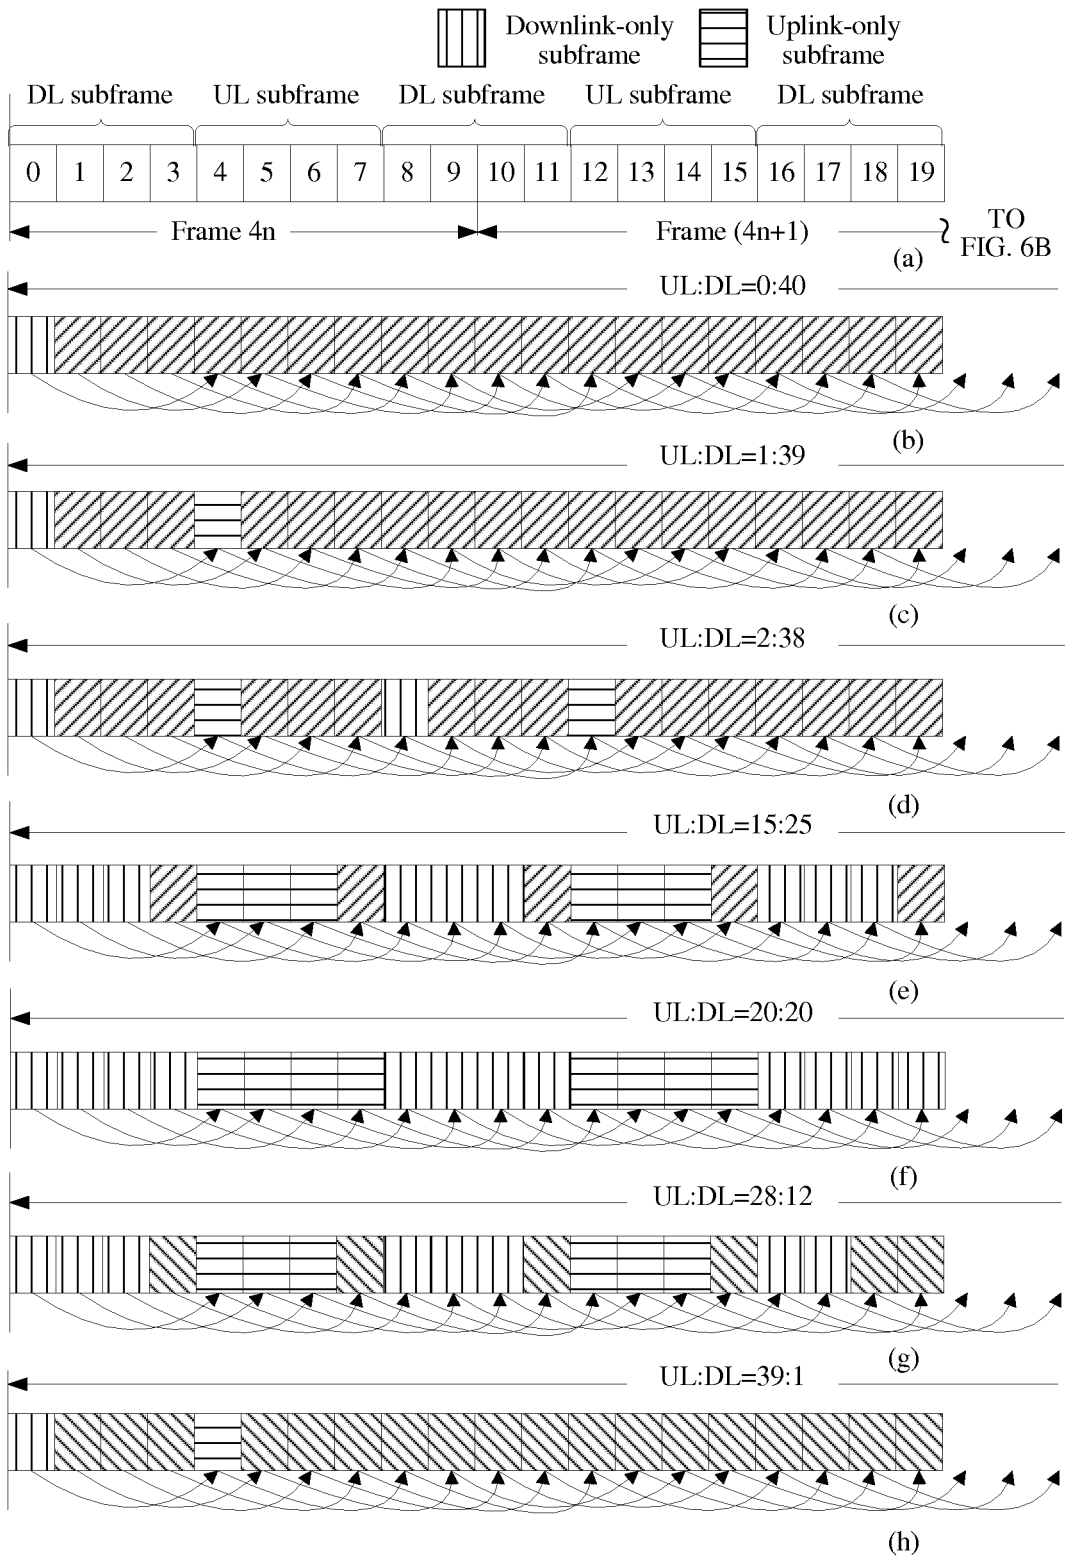 Downlink-only subframe
Uplink-only subframe
DL subframe UL subframe DL subframe UL subframe DL subframe
0 1 2 3 4 5 6 7 8 9 10 11 12 13 14 15 16 17 18 19
Frame 4n Frame (4n+1)
TO FIG. 6B
(a)
UL:DL=0:40
(b)
UL:DL=1:39
(c)
UL:DL=2:38
(d)
UL:DL=15:25
(e)
UL:DL=20:20
(f)
UL:DL=28:12
(g)
UL:DL=39:1
(h)